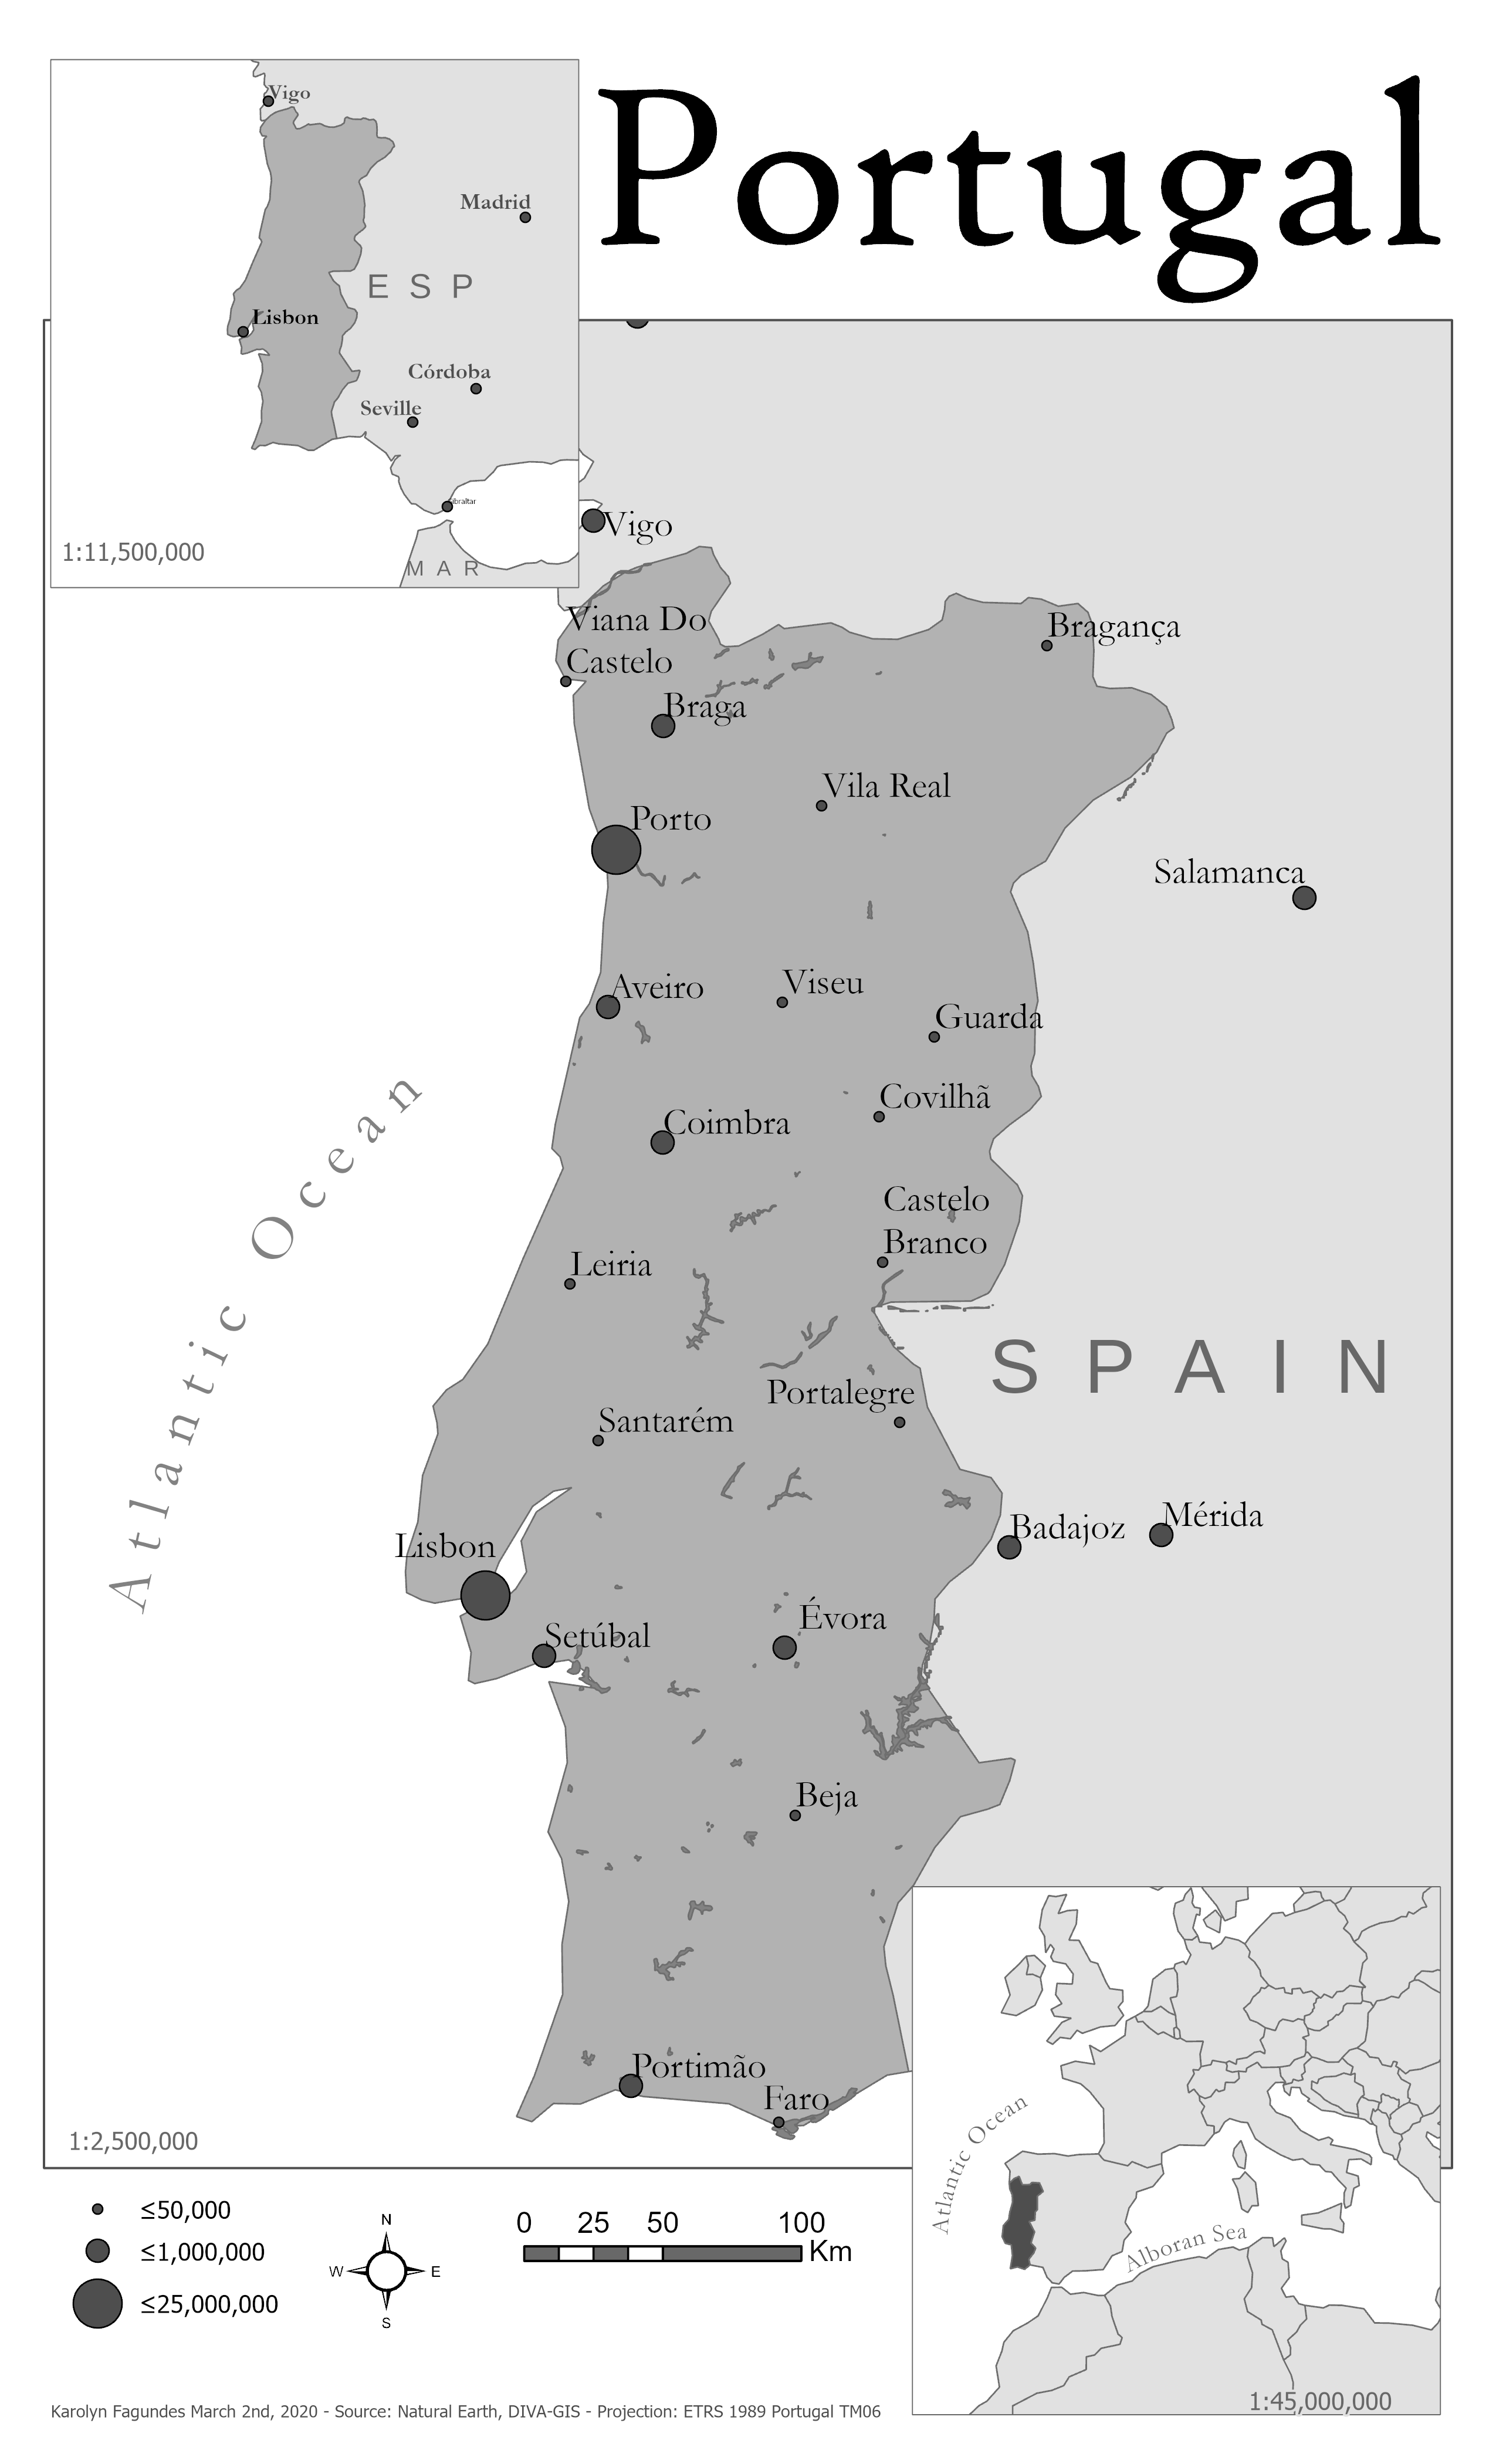 Portugal
Vigo
Madrid
ESP
Lisbon
Córdoba
Seville
Gibraltar
1:11,500,000
MAR
Vigo
Viana Do
Castelo
Bragança
Braga
Vila Real
Porto
Salamanca
Aveiro
Viseu
Guarda
Covilhã
Coimbra
Atlantic Ocean
Castelo
Branco
Leiria
SPAIN
Portalegre
Santarém
Badajoz
Mérida
Lisbon
Évora
Setúbal
Beja
Portimão
Faro
1:2,500,000
Atlantic Ocean
Alboran Sea
1:45,000,000
≤50,000
≤1,000,000
≤25,000,000
N
W E
S
0 25 50 100
Km
Karolyn Fagundes March 2nd, 2020 - Source: Natural Earth, DIVA-GIS - Projection: ETRS 1989 Portugal TM06